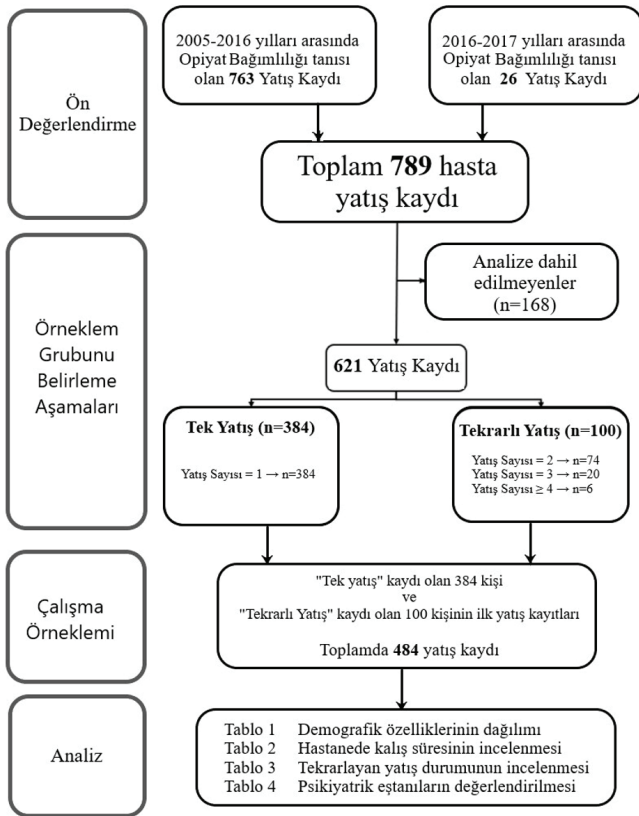 Ön
Değerlendirme
2005-2016 yılları arasında
Opiyat Bağımlılığı tanısı
olan 763 Yatış Kaydı
2016-2017 yılları arasında
Opiyat Bağımlılığı tanısı
olan 26 Yatış Kaydı
Toplam 789 hasta
yatış kaydı
Örneklem
Grubunu
Belirleme
Aşamaları
Analize dahil
edilmeyenler
(n=168)
621 Yatış Kaydı
Tek Yatış (n=384)
Yatış Sayısı = 1 → n=384
Tekrarlı Yatış (n=100)
Yatış Sayısı = 2 → n=74
Yatış Sayısı = 3 → n=20
Yatış Sayısı ≥ 4 → n=6
Çalışma
Örneklemi
"Tek yatış" kaydı olan 384 kişi
ve
"Tekrarlı Yatış" kaydı olan 100 kişinin ilk yatış kayıtları
Toplamda 484 yatış kaydı
Analiz
Tablo 1 Demografik özelliklerinin dağılımı
Tablo 2 Hastanede kalış süresinin incelenmesi
Tablo 3 Tekrarlayan yatış durumunun incelenmesi
Tablo 4 Psikiyatrik eştanıların değerlendirilmesi